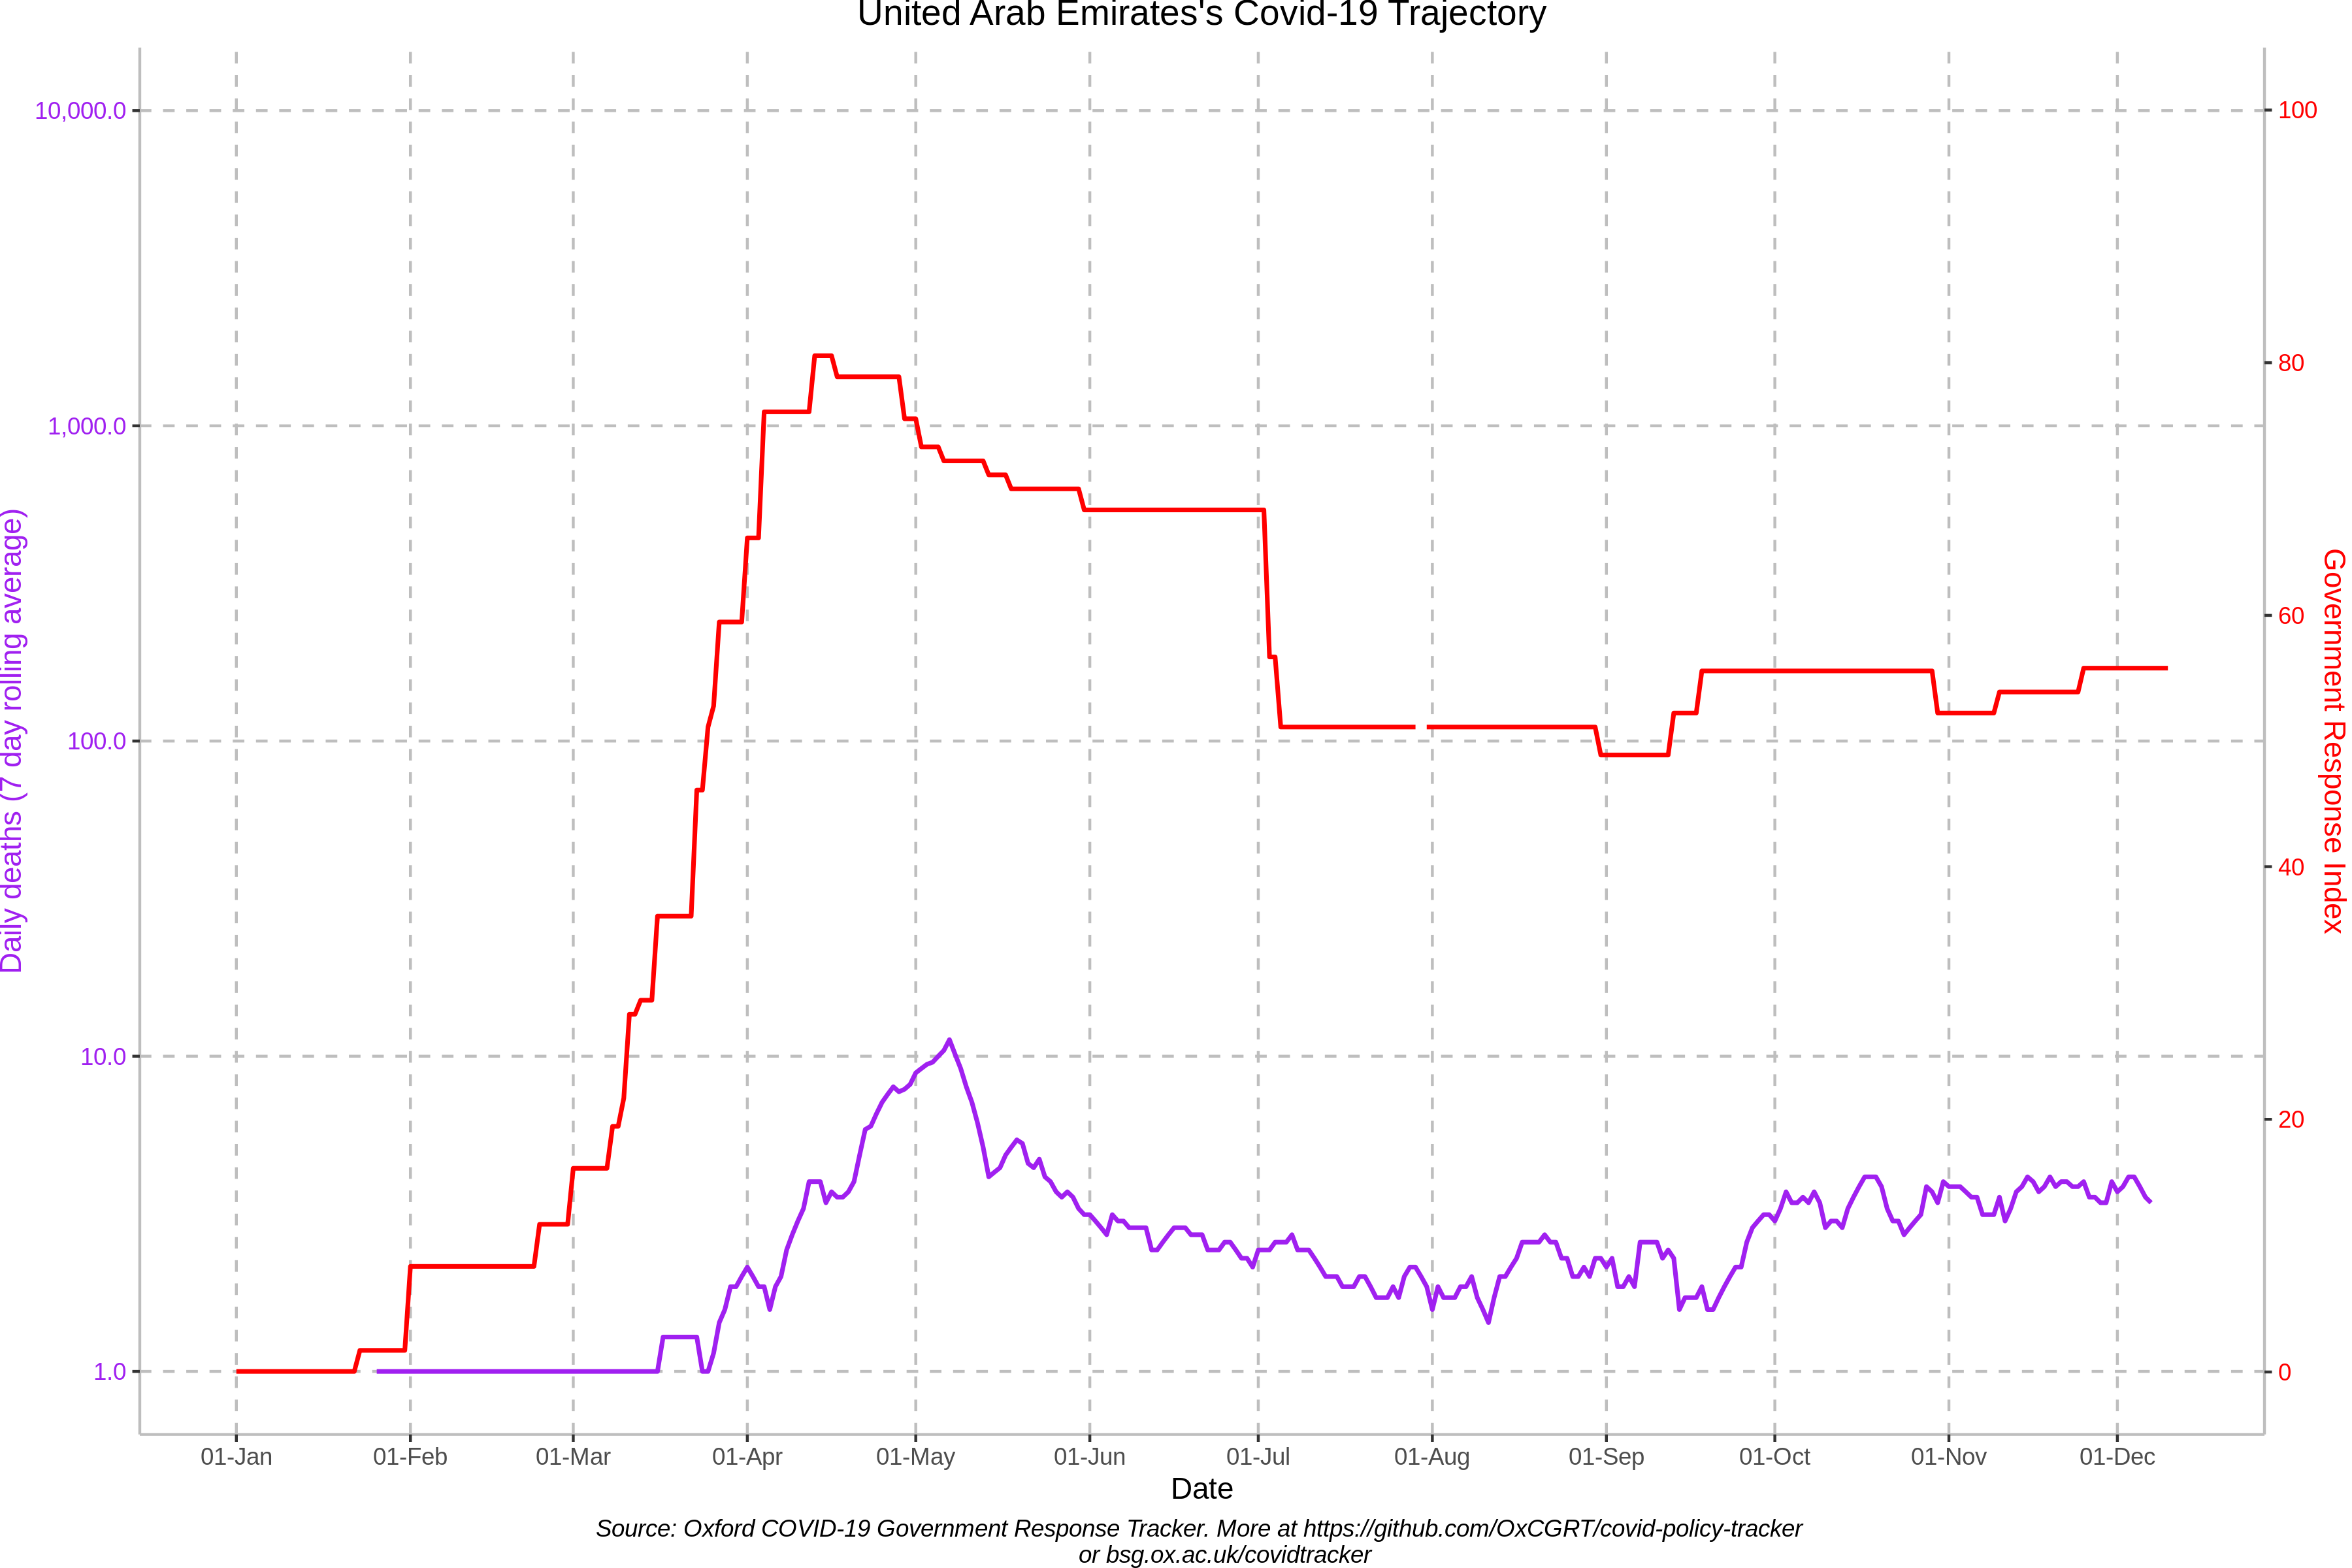 United Arab Emirates's Covid-19 Trajectory
10,000.0
1,000.0
100.0
10.0
1.0
Daily deaths (7 day rolling average)
100
80
60
40
20
0
Government Response Index
01-Jan 01-Feb 01-Mar 01-Apr 01-May 01-Jun 01-Jul 01-Aug 01-Sep 01-Oct 01-Nov 01-Dec
Date
Source: Oxford COVID-19 Government Response Tracker. More at https://github.com/OxCGRT/covid-policy-tracker
or bsg.ox.ac.uk/covidtracker